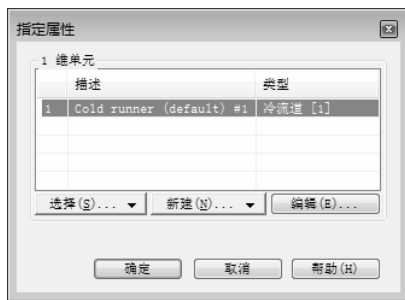 指定属性
1 维单元
描述 类型
1 Cold runner (default) #1 冷流道 [1]
选择(S)... 新建(N)... 编辑(E)...
确定 取消 帮助(H)